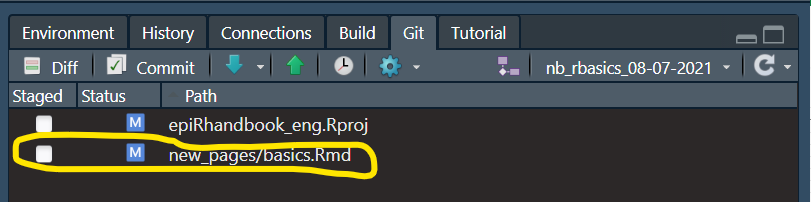 Environment History Connections Build Git Tutorial
Diff Commit nb_rbasics_08-07-2021
Staged Status Path
M epiRhandbook_eng.Rproj
M new_pages/basics.Rmd